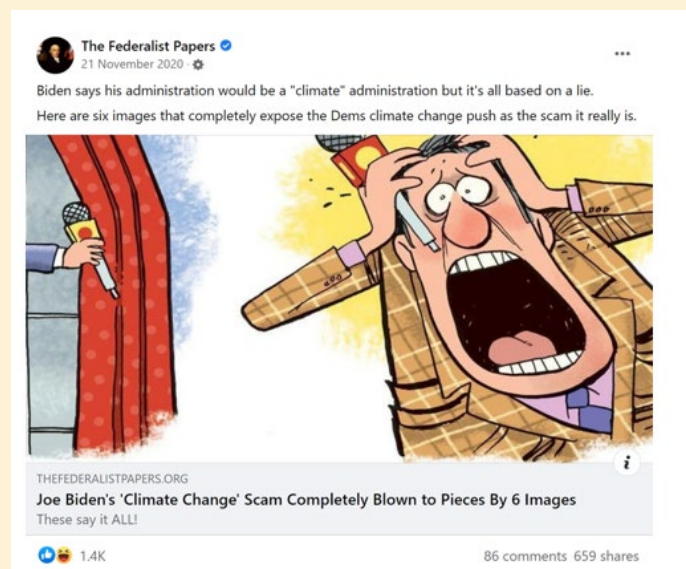 The Federalist Papers
21 November 2020 ·
Biden says his administration would be a "climate" administration but it's all based on a lie.
Here are six images that completely expose the Dems climate change push as the scam it really is.
i
THEFEDERALISTPAPERS.ORG
Joe Biden's 'Climate Change' Scam Completely Blown to Pieces By 6 Images
These say it ALL!
1.4K 86 comments 659 shares